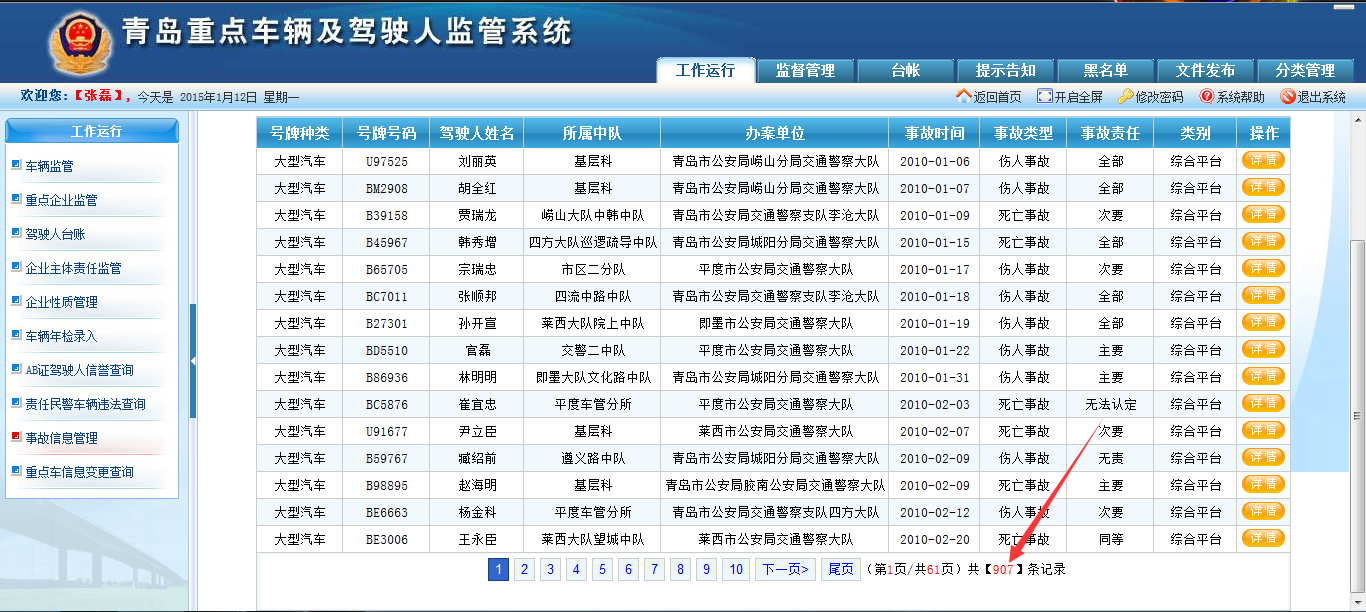 青岛重点车辆及驾驶人监管系统
工作运行 监督管理 台帐 提示告知 黑名单 文件发布 分类管理
欢迎您:【张磊】, 今天是 2015年1月12日 星期一 返回首页 开启全屏 修改密码 系统帮助 退出系统
工作运行
车辆监管
重点企业监管
驾驶人台账
企业主体责任监管
企业性质管理
车辆年检录入
AB证驾驶人信誉查询
责任民警车辆违法查询
事故信息管理
重点车信息变更查询
号牌种类 号牌号码 驾驶人姓名 所属中队 办案单位 事故时间 事故类型 事故责任 类别 操作
大型汽车 U97525 刘丽英 基层科 青岛市公安局崂山分局交通警察大队 2010-01-06 伤人事故 全部 综合平台 详情
大型汽车 BM2908 胡全红 基层科 青岛市公安局崂山分局交通警察大队 2010-01-07 伤人事故 全部 综合平台 详情
大型汽车 B39158 贾瑞龙 崂山大队中韩中队 青岛市公安局交通警察支队李沧大队 2010-01-09 死亡事故 次要 综合平台 详情
大型汽车 B45967 韩秀增 四方大队巡逻疏导中队 青岛市公安局城阳分局交通警察大队 2010-01-15 死亡事故 全部 综合平台 详情
大型汽车 B65705 宗瑞忠 市区二分队 平度市公安局交通警察大队 2010-01-17 伤人事故 次要 综合平台 详情
大型汽车 BC7011 张顺邦 四流中路中队 青岛市公安局交通警察支队李沧大队 2010-01-18 伤人事故 全部 综合平台 详情
大型汽车 B27301 孙开宣 莱西大队院上中队 即墨市公安局交通警察大队 2010-01-19 伤人事故 全部 综合平台 详情
大型汽车 BD5510 官磊 交警二中队 平度市公安局交通警察大队 2010-01-22 伤人事故 主要 综合平台 详情
大型汽车 B86936 林明明 即墨大队文化路中队 青岛市公安局城阳分局交通警察大队 2010-01-31 伤人事故 主要 综合平台 详情
大型汽车 BC5876 崔宜忠 平度车管分所 平度市公安局交通警察大队 2010-02-03 死亡事故 无法认定 综合平台 详情
大型汽车 U91677 尹立臣 基层科 莱西市公安局交通警察大队 2010-02-07 死亡事故 次要 综合平台 详情
大型汽车 B59767 臧绍前 遵义路中队 青岛市公安局城阳分局交通警察大队 2010-02-09 伤人事故 无责 综合平台 详情
大型汽车 B98895 赵海明 基层科 青岛市公安局胶南公安局交通警察大队 2010-02-09 死亡事故 主要 综合平台 详情
大型汽车 BE6663 杨金科 平度车管分所 青岛市公安局交通警察支队四方大队 2010-02-12 伤人事故 次要 综合平台 详情
大型汽车 BE3006 王永臣 莱西大队望城中队 莱西市公安局交通警察大队 2010-02-20 死亡事故 同等 综合平台 详情
1 2 3 4 5 6 7 8 9 10 下一页> 尾页 (第1页/共61页) 共【907】条记录